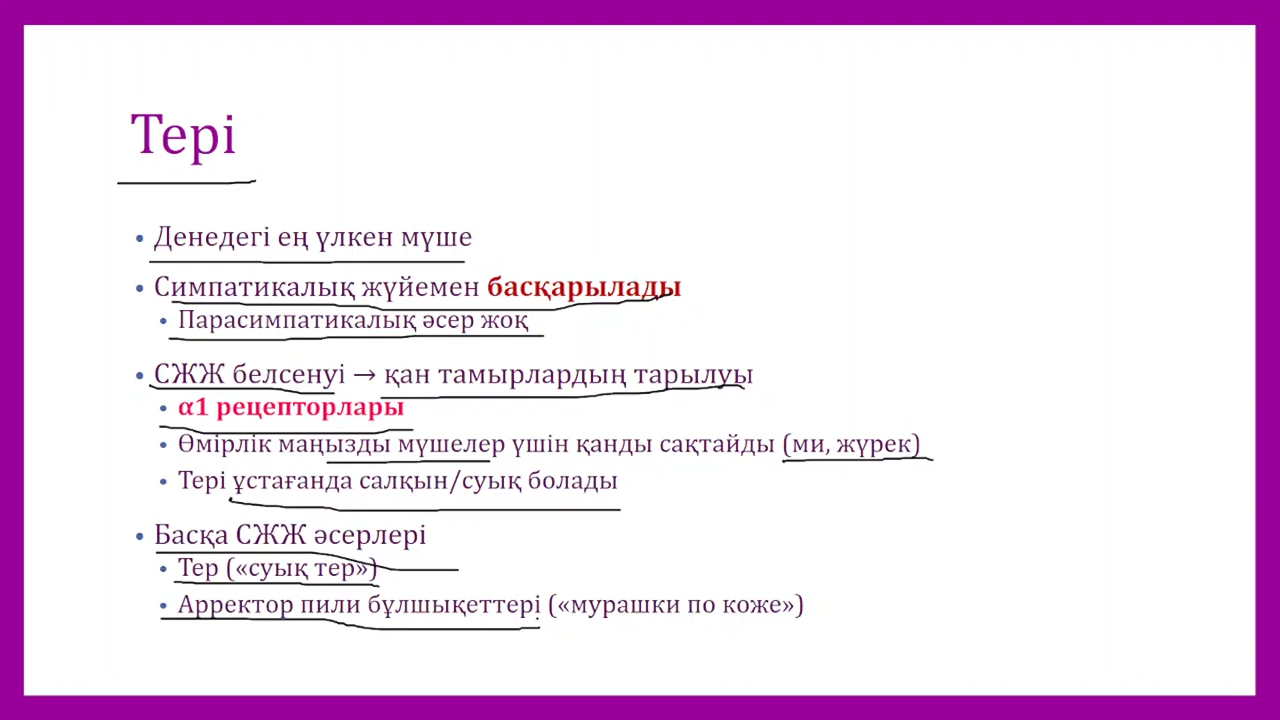 Тері
• Денедегі ең үлкен мүше
• Симпатикалық жүйемен басқарылады
• Парасимпатикалық әсер жоқ
• СЖЖ белсенуі → қан тамырлардың тарылуы
• α1 рецепторлары
• Өмірлік маңызды мүшелер үшін қанды сақтайды (ми, жүрек)
• Тері ұстағанда салқын/суық болады
• Басқа СЖЖ әсерлері
• Тер («суық тер»)
• Арректор пили бұлшықеттері («мурашки по коже»)